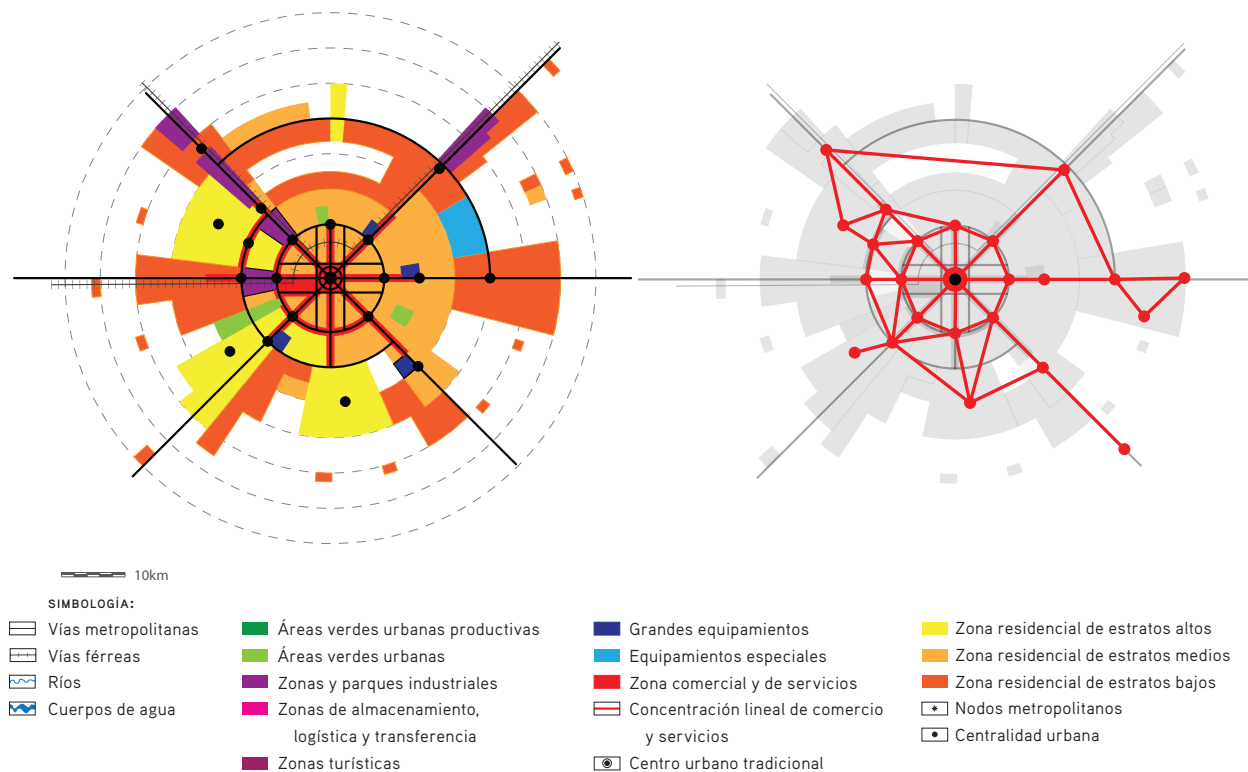 10km
SIMBOLOGÍA:
Vías metropolitanas
Vías férreas
Ríos
Cuerpos de agua
Áreas verdes urbanas productivas
Áreas verdes urbanas
Zonas y parques industriales
Zonas de almacenamiento,
logística y transferencia
Zonas turísticas
Grandes equipamientos
Equipamientos especiales
Zona comercial y de servicios
Concentración lineal de comercio
y servicios
Centro urbano tradicional
Zona residencial de estratos altos
Zona residencial de estratos medios
Zona residencial de estratos bajos
Nodos metropolitanos
Centralidad urbana